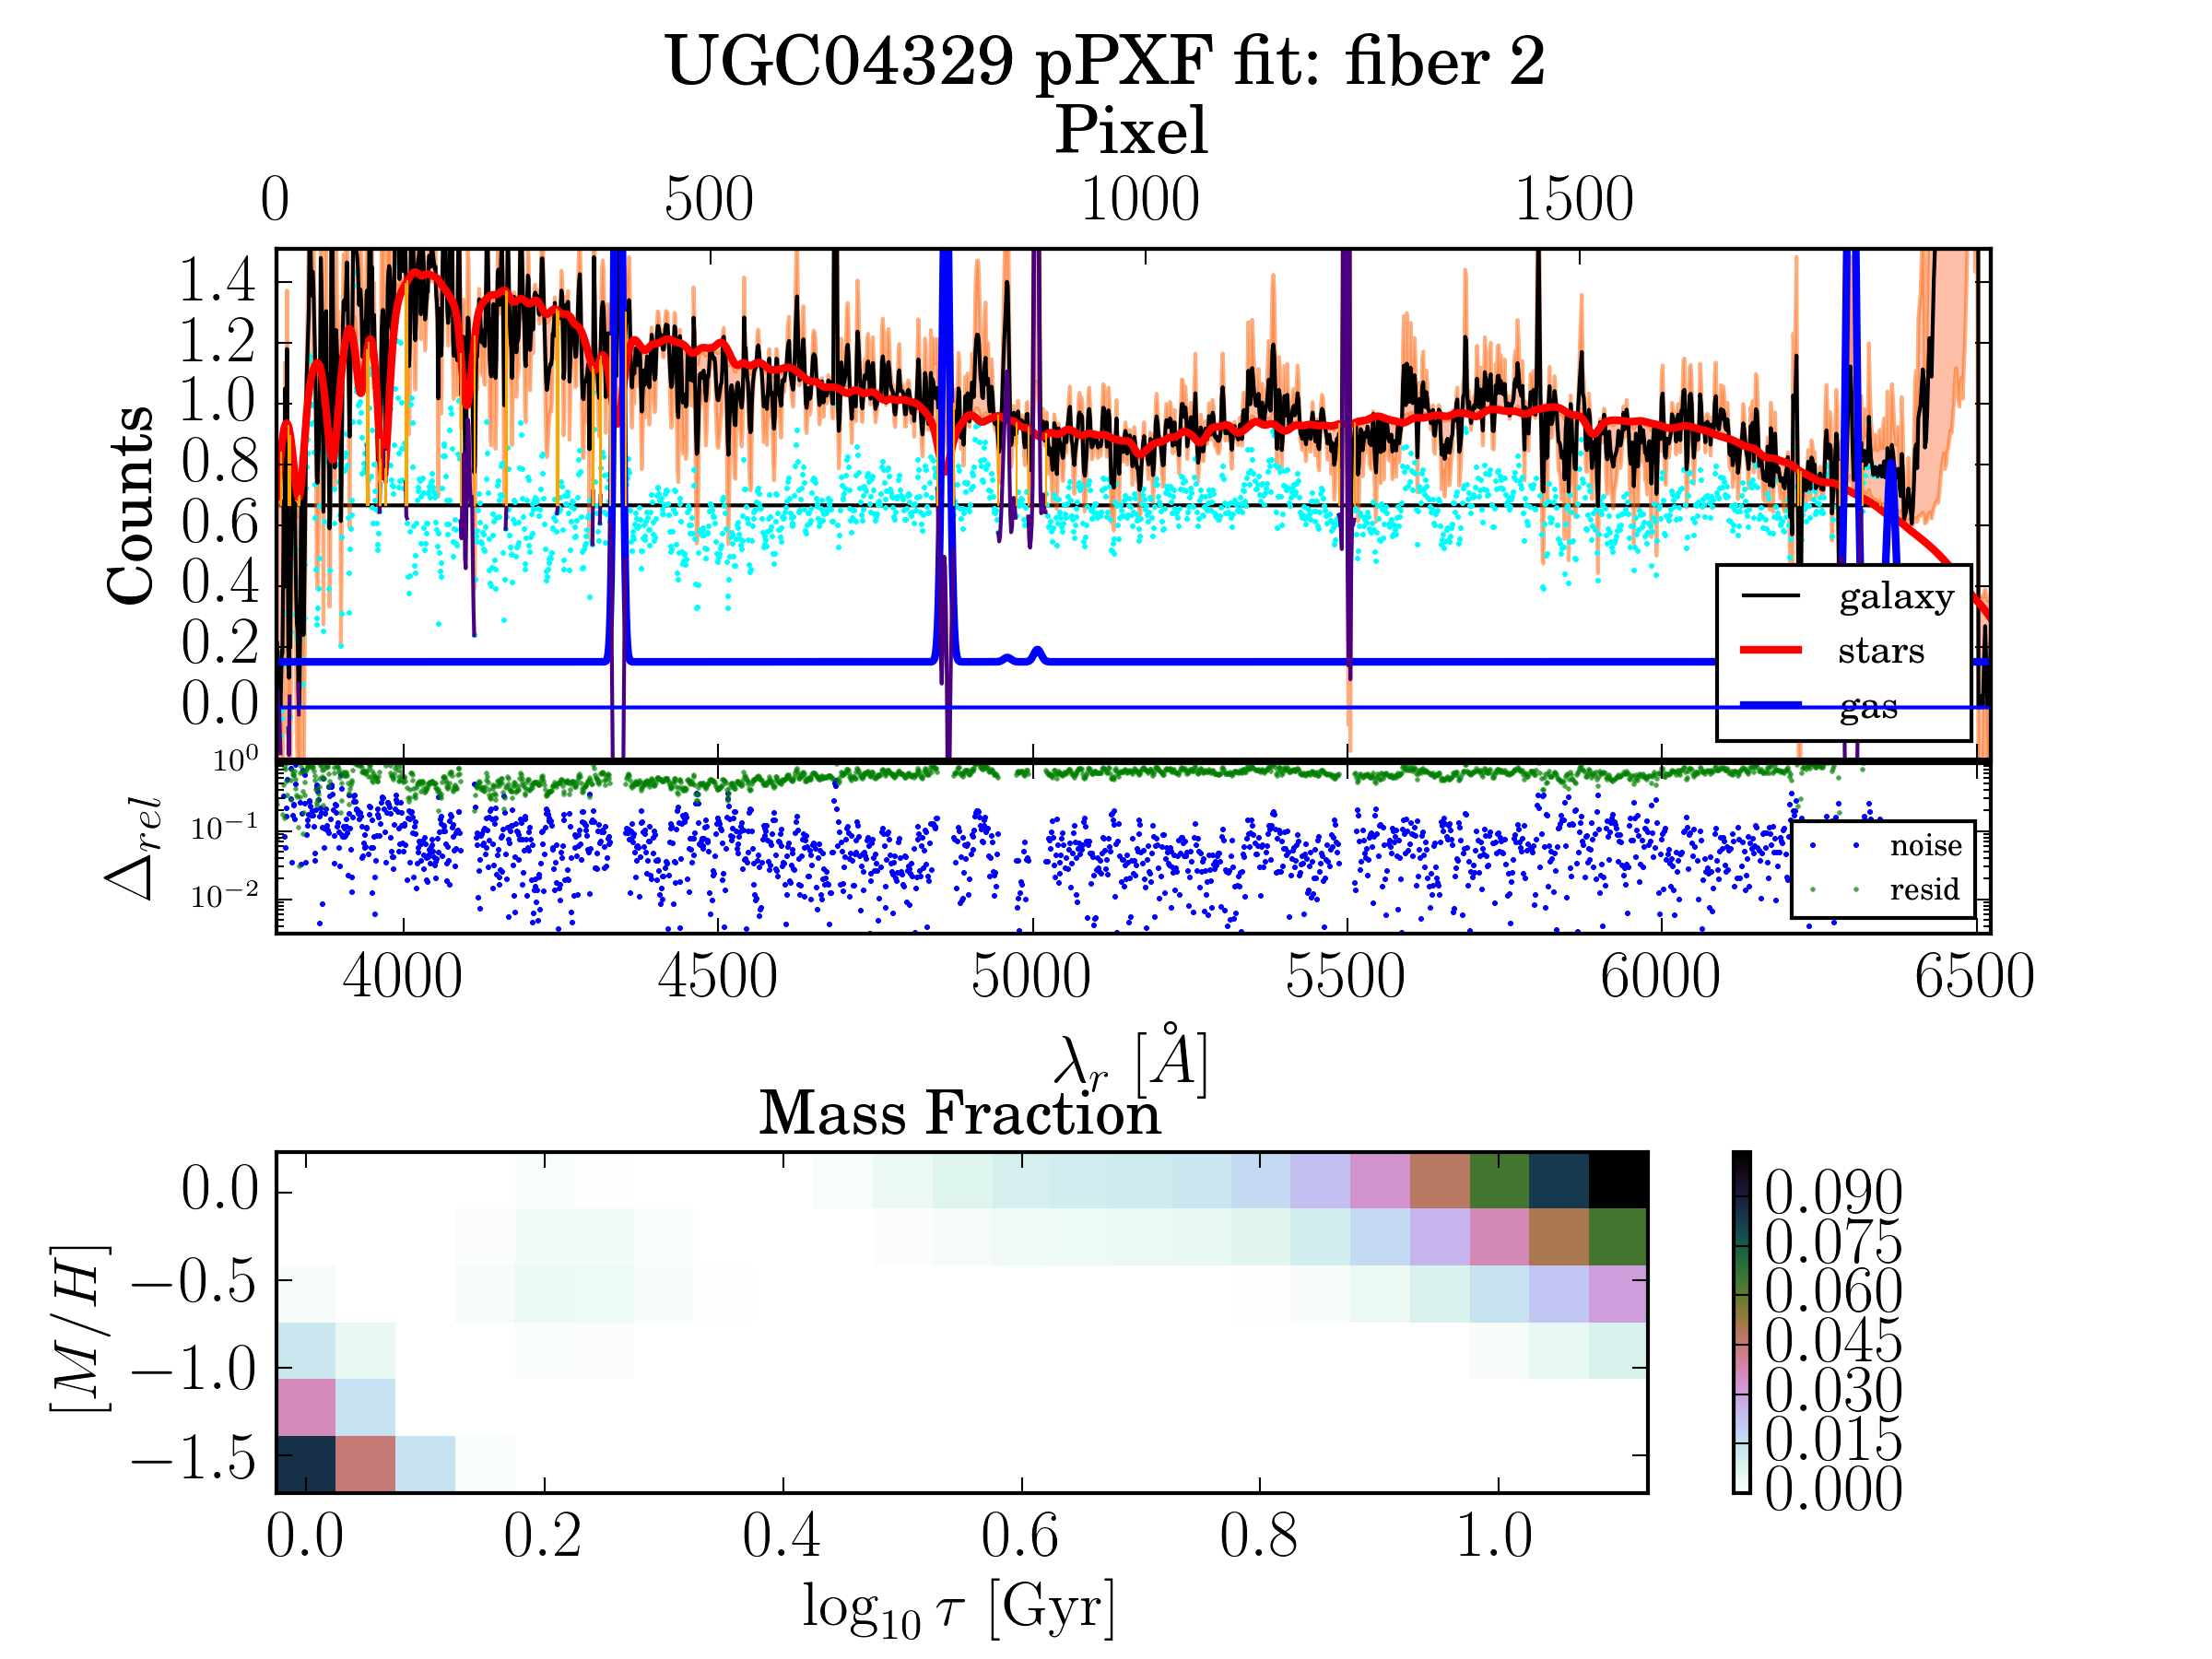 UGC04329 pPXF fit: fiber 2
Pixel
0 500 1000 1500
1.4
1.2
1.0
0.8
0.6
0.4
0.2
0.0
Counts
galaxy
stars
gas
10⁰
10⁻¹
10⁻²
Δrel
noise
resid
4000 4500 5000 5500 6000 6500
λr [Å]
Mass Fraction
0.0
−0.5
−1.0
−1.5
[M/H]
0.090
0.075
0.060
0.045
0.030
0.015
0.000
0.0 0.2 0.4 0.6 0.8 1.0
log₁₀ τ [Gyr]